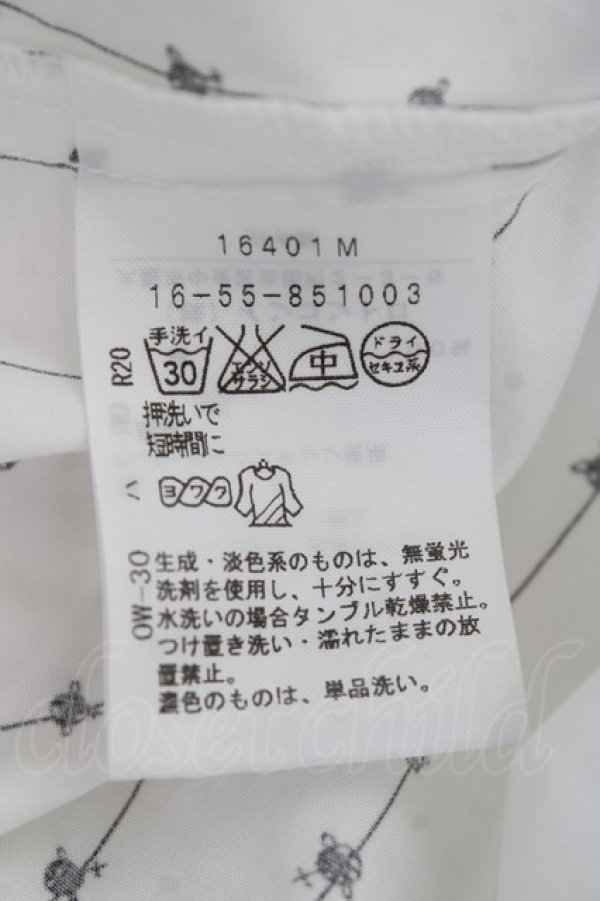 16401M
16-55-851003
R20
手洗イ
30
エンソ
サラシ
中
ドライ
セキユ系
押洗いで
短時間に
ハ
ヨワク
OW-30
生成・淡色系のものは、無蛍光
洗剤を使用し、十分にすすぐ。
水洗いの場合タンブル乾燥禁止。
つけ置き洗い・濡れたままの放
置禁止。
濃色のものは、単品洗い。
closet child